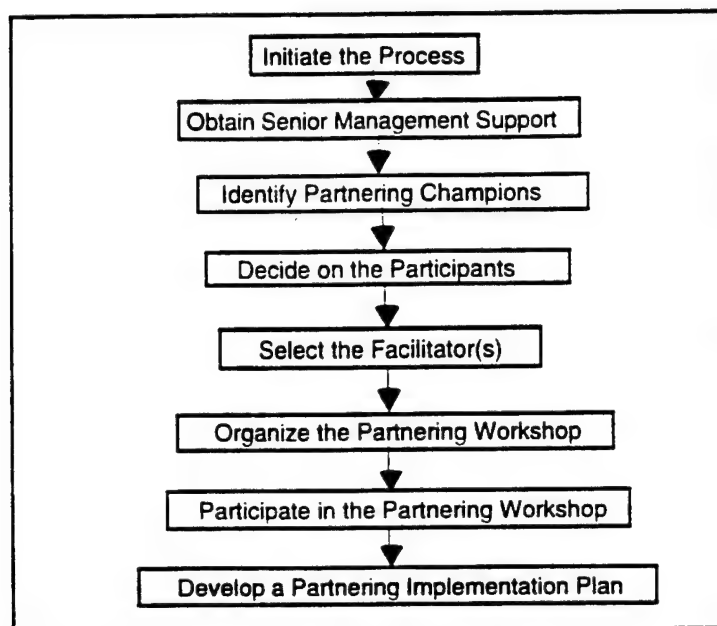 Initiate the Process
Obtain Senior Management Support
Identify Partnering Champions
Decide on the Participants
Select the Facilitator(s)
Organize the Partnering Workshop
Participate in the Partnering Workshop
Develop a Partnering Implementation Plan